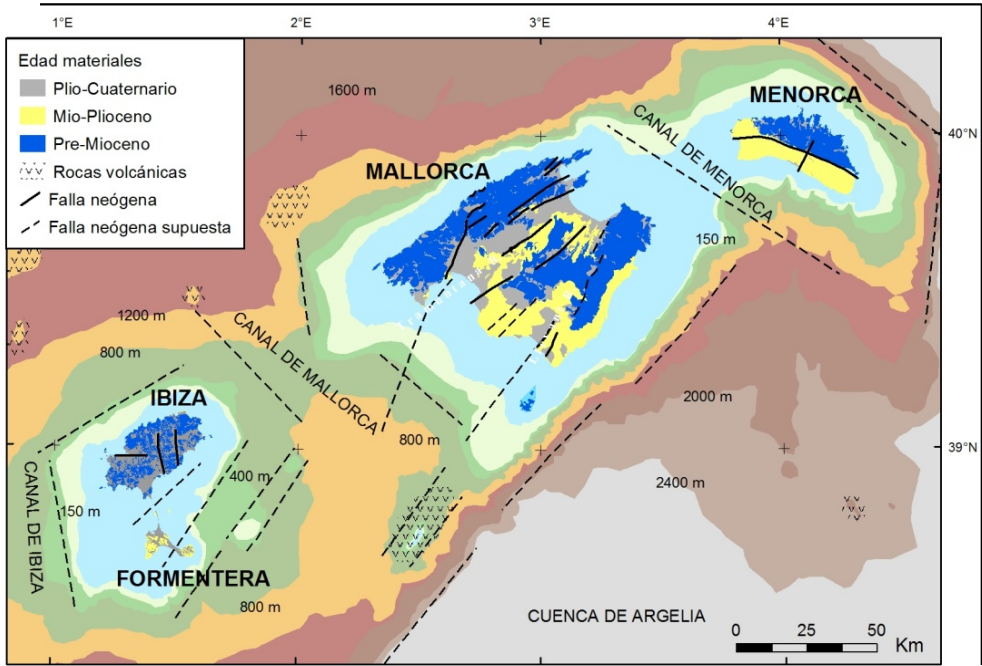 1°E
2°E
3°E
4°E
Edad materiales
Plio-Cuaternario
Mio-Plioceno
Pre-Mioceno
Rocas volcánicas
Falla neógena
Falla neógena supuesta
1600 m
MENORCA
40°N
CANAL DE MENORCA
MALLORCA
150 m
1200 m
800 m
CANAL DE MALLORCA
IBIZA
2000 m
800 m
39°N
400 m
2400 m
CANAL DE IBIZA
150 m
FORMENTERA
800 m
CUENCA DE ARGELIA
0 25 50
Km